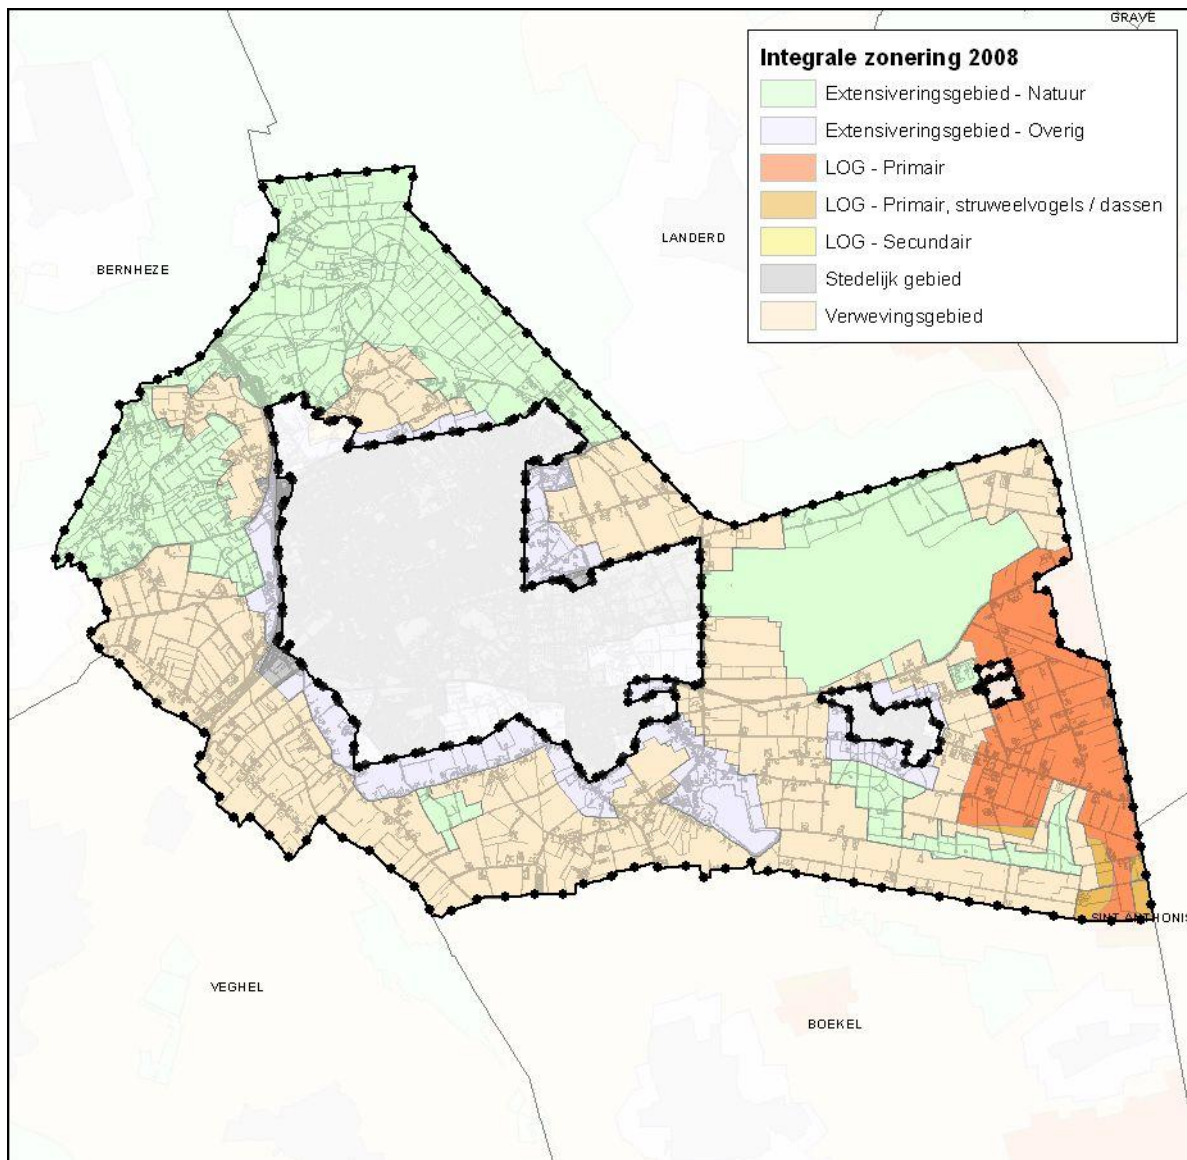 GRAVE
Integrale zonering 2008
Extensiveringsgebied - Natuur
Extensiveringsgebied - Overig
LOG - Primair
LOG - Primair, struweelvogels / dassen
LOG - Secundair
Stedelijk gebied
Verwevingsgebied
LANDERD
BERNHEZE
SINT ANTHONIS
VEGHEL
BOEKEL